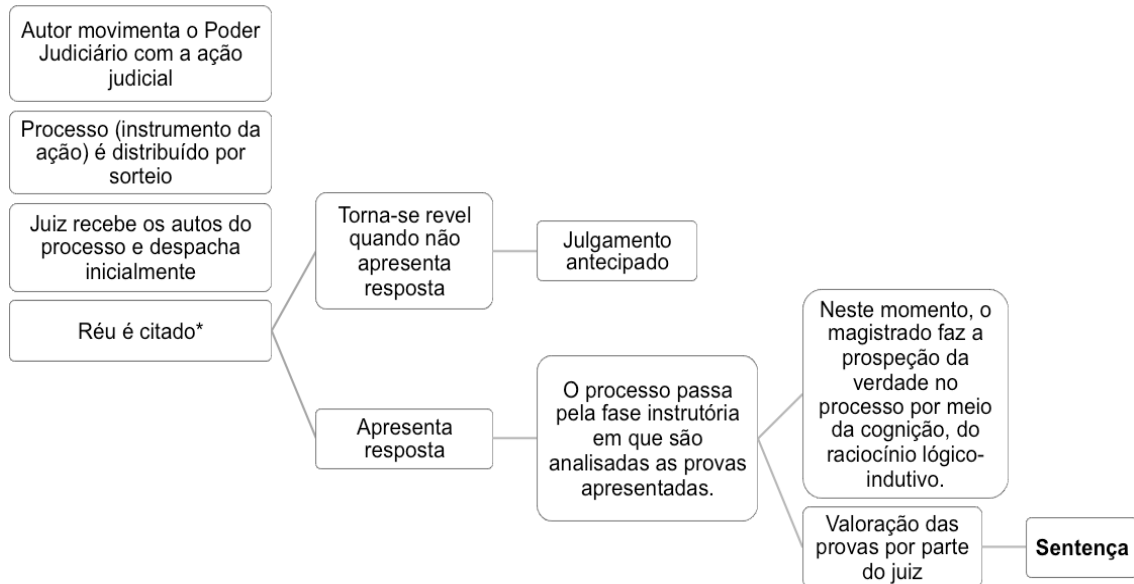 Autor movimenta o Poder
Judiciário com a ação
judicial
Processo (instrumento da
ação) é distribuído por
sorteio
Juiz recebe os autos do
processo e despacha
inicialmente
Réu é citado*
Torna-se revel
quando não
apresenta
resposta
Julgamento
antecipado
Apresenta
resposta
O processo passa
pela fase instrutória
em que são
analisadas as provas
apresentadas.
Neste momento, o
magistrado faz a
prospeção da
verdade no
processo por meio
da cognição, do
raciocínio lógico-
indutivo.
Valoração das
provas por parte
do juiz
Sentença